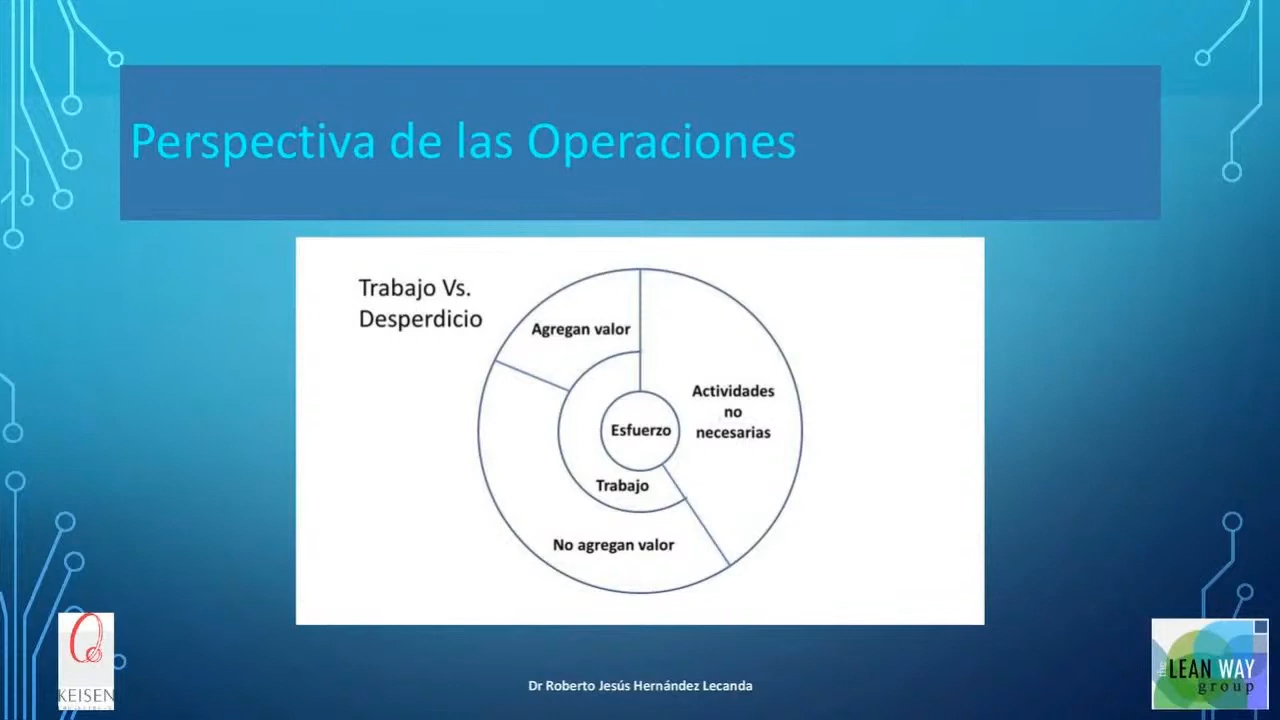 Perspectiva de las Operaciones
Trabajo Vs.
Desperdicio
Agregan valor
Actividades
no
necesarias
Esfuerzo
Trabajo
No agregan valor
KEISEN
Dr Roberto Jesús Hernández Lecanda
the LEAN WAY
group